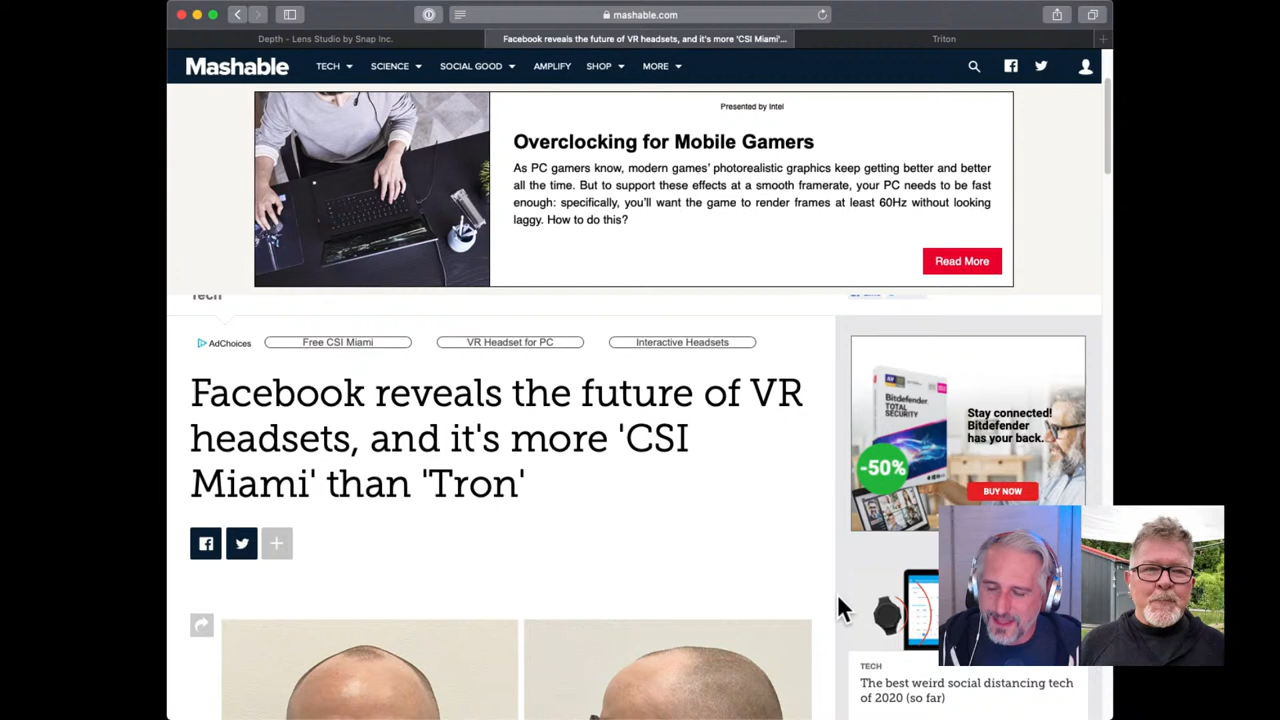 mashable.com
Depth - Lens Studio by Snap Inc.
Facebook reveals the future of VR headsets, and it's more 'CSI Miami'...
Triton
Mashable
TECH
SCIENCE
SOCIAL GOOD
AMPLIFY
SHOP
MORE
Presented by Intel
Overclocking for Mobile Gamers
As PC gamers know, modern games' photorealistic graphics keep getting better and better
all the time. But to support these effects at a smooth framerate, your PC needs to be fast
enough: specifically, you'll want the game to render frames at least 60Hz without looking
laggy. How to do this?
Read More
Tech
AdChoices
Free CSI Miami
VR Headset for PC
Interactive Headsets
Facebook reveals the future of VR
headsets, and it's more 'CSI
Miami' than 'Tron'
Bitdefender
TOTAL
SECURITY
-50%
Stay connected!
Bitdefender
has your back.
BUY NOW
TECH
The best weird social distancing tech
of 2020 (so far)